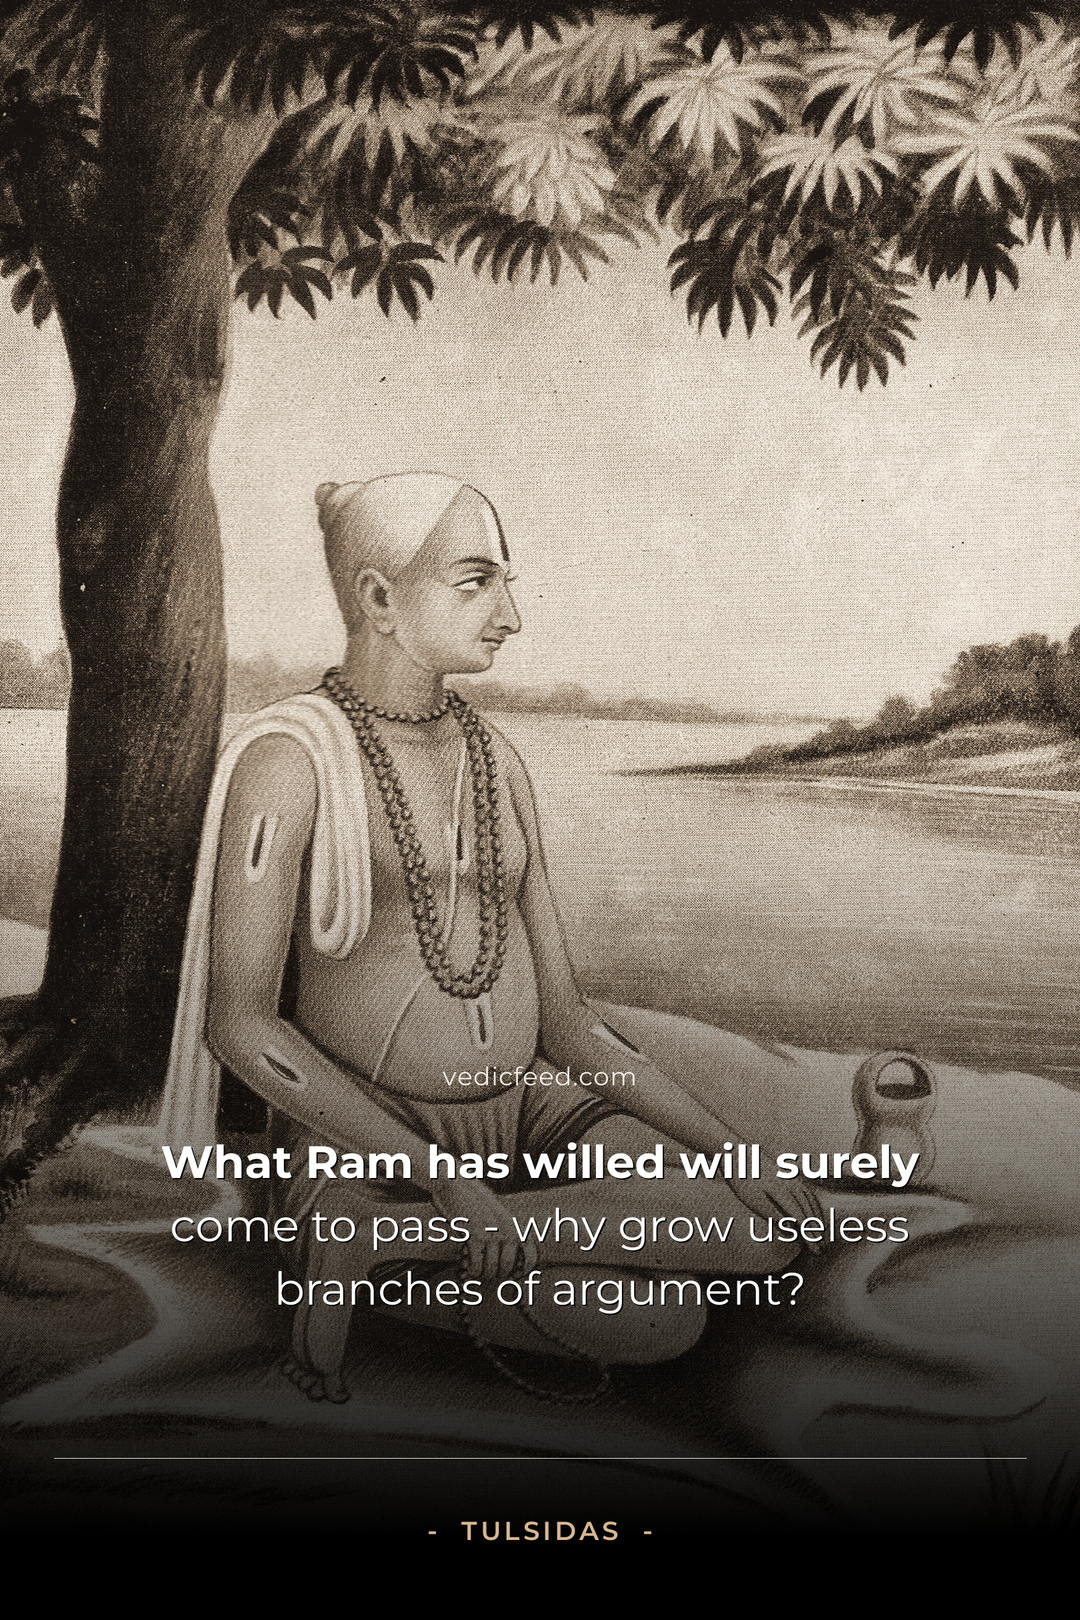 vedicfeed.com
What Ram has willed will surely
come to pass - why grow useless
branches of argument?
- TULSIDAS -